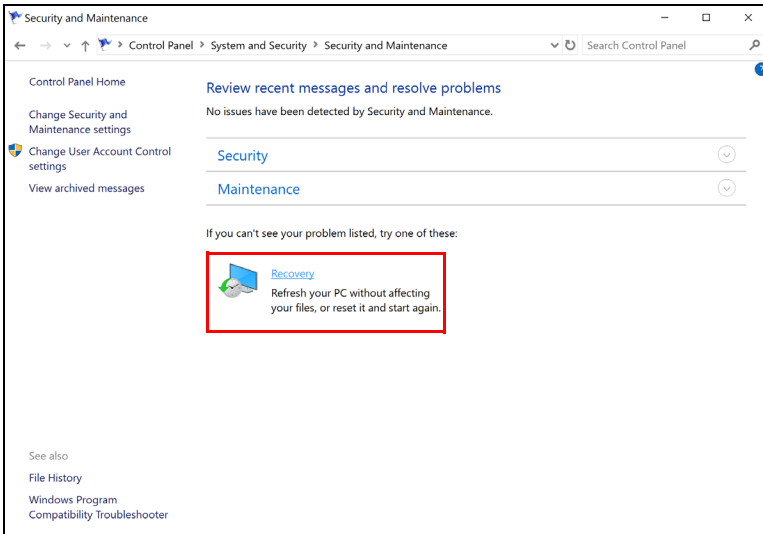 Security and Maintenance
Control Panel > System and Security > Security and Maintenance
Search Control Panel
Control Panel Home
Change Security and
Maintenance settings
Change User Account Control
settings
View archived messages
Review recent messages and resolve problems
No issues have been detected by Security and Maintenance.
Security
Maintenance
If you can't see your problem listed, try one of these:
Recovery
Refresh your PC without affecting
your files, or reset it and start again.
See also
File History
Windows Program
Compatibility Troubleshooter